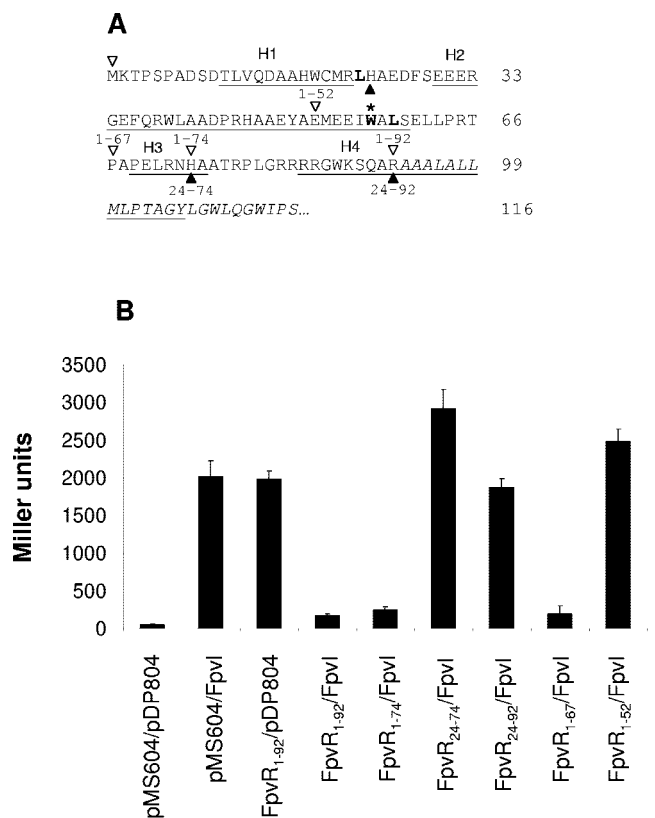 A
H1 H2
MKTPSPADSDTLVQDAAHWCMRLHAEDFSEEER 33
1-52
*
GEFQRWLAADPRHAAEYAEMEEIWALSELLPRT 66
1-67 1-74 1-92
H3 H4
PAPELRNHAATRPLGRRRRGWKSQARAAALALL 99
24-74 24-92
MLPTAGYLGWLQGWIPS... 116
B
Miller units
3500
3000
2500
2000
1500
1000
500
0
pMS604/pDP804
pMS604/FpvI
FpvR1-92/pDP804
FpvR1-92/FpvI
FpvR1-74/FpvI
FpvR24-74/FpvI
FpvR24-92/FpvI
FpvR1-67/FpvI
FpvR1-52/FpvI